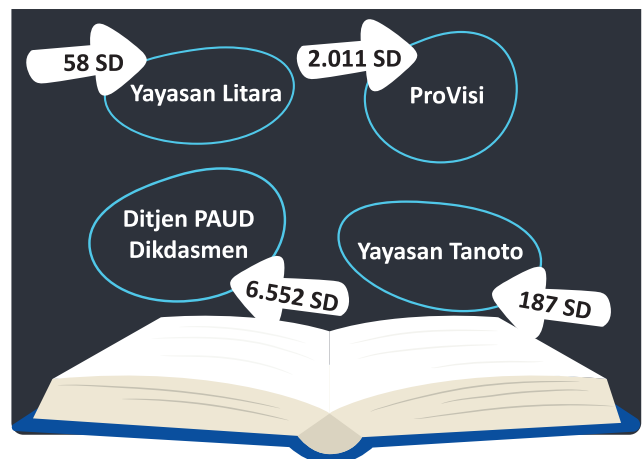 58 SD
Yayasan Litara
2.011 SD
ProVisi
Ditjen PAUD
Dikdasmen
6.552 SD
Yayasan Tanoto
187 SD